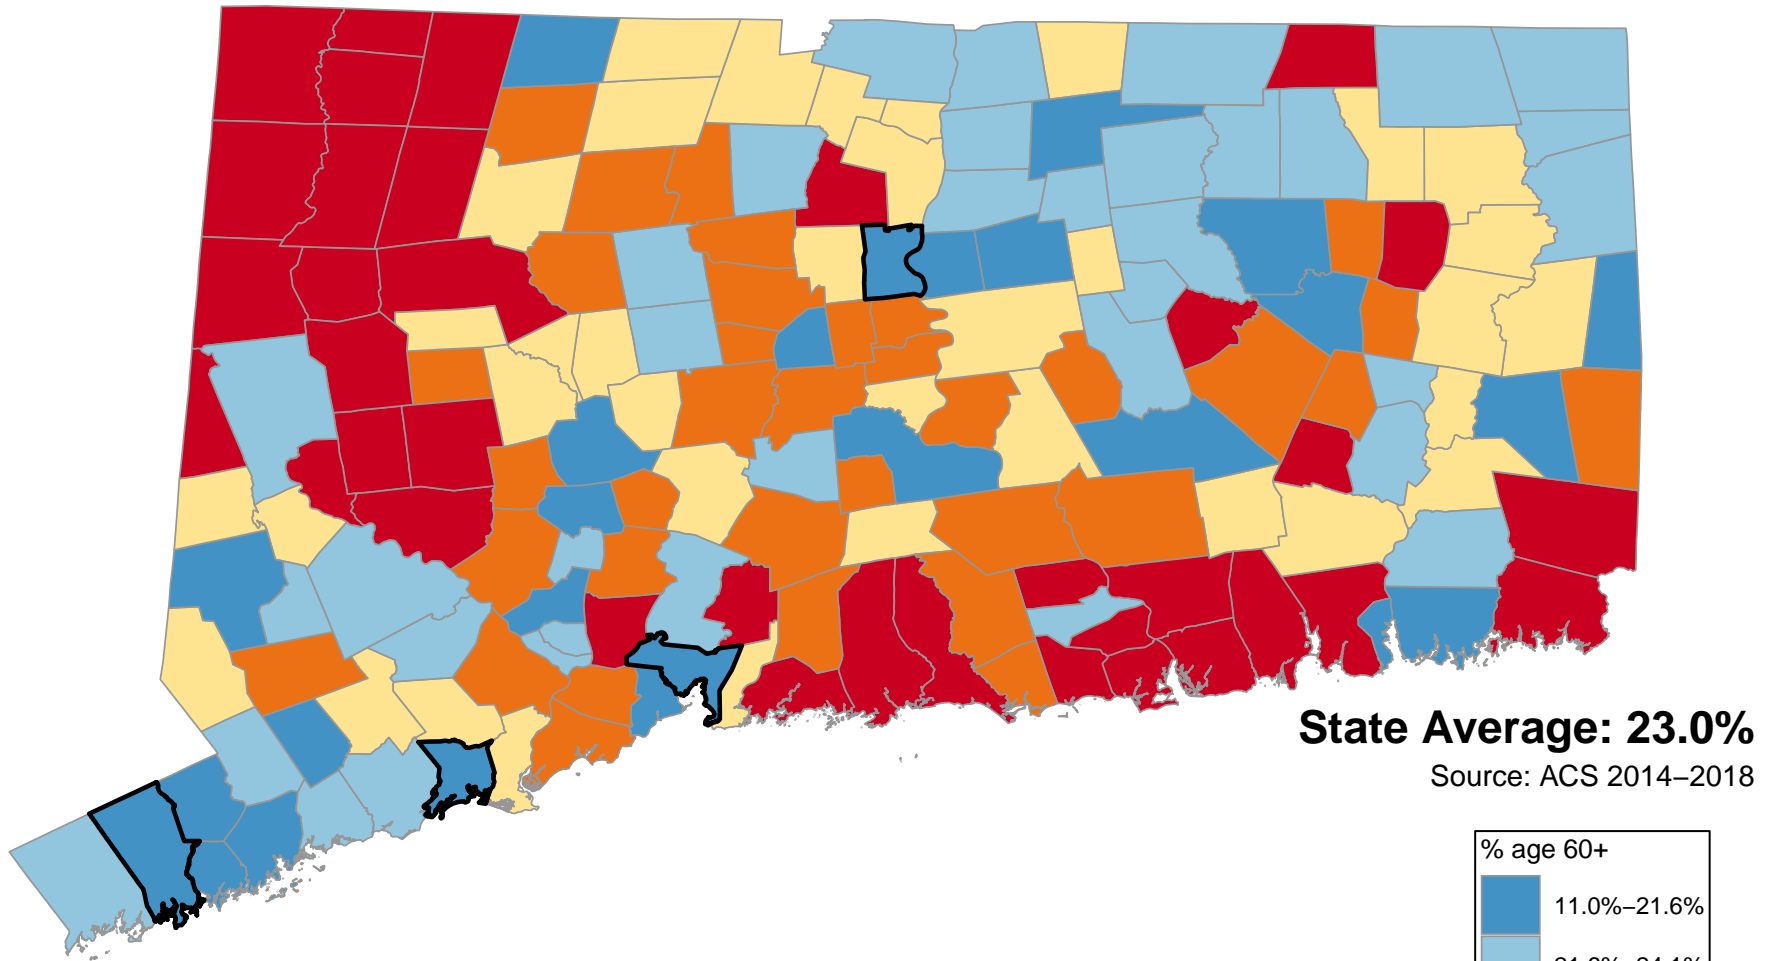 State Average: 23.0%
Source: ACS 2014–2018
% age 60+
11.0%–21.6%